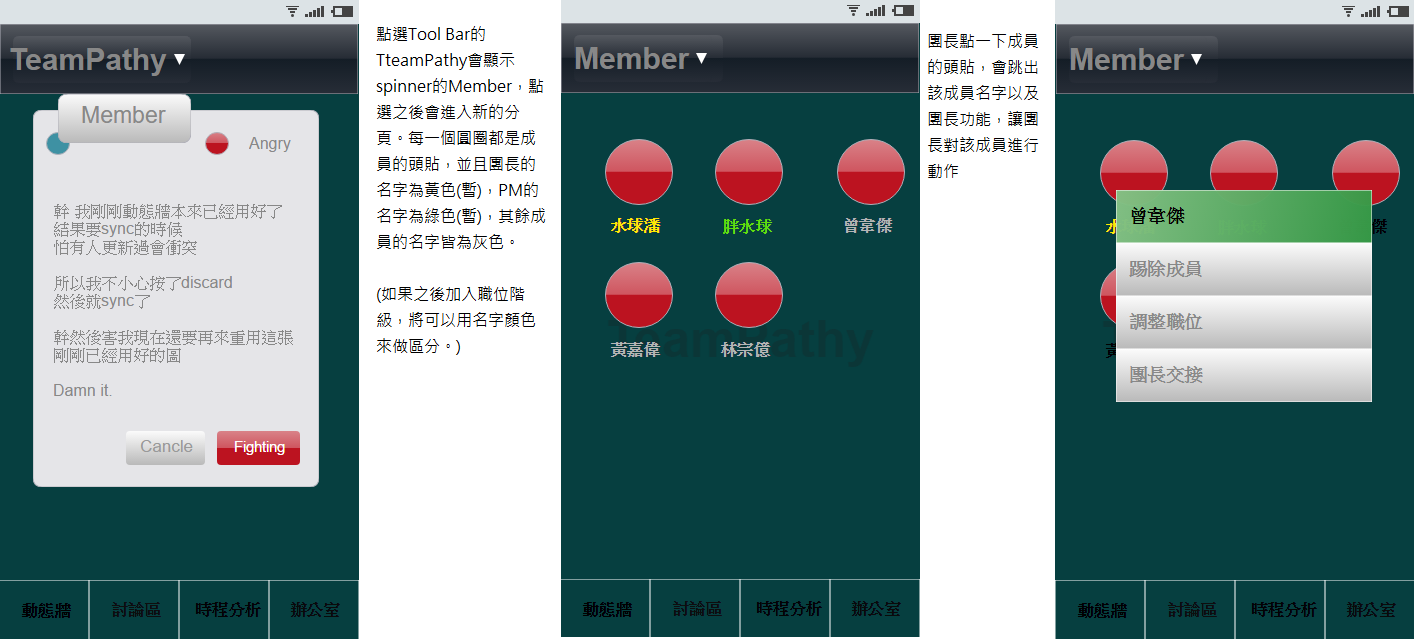 TeamPathy
Member
Angry
幹 我剛剛動態牆本來已經用好了
結果要sync的時候
怕有人更新過會衝突
所以我不小心按了discard
然後就sync了
幹然後害我現在還要再來重用這張
剛剛已經用好的圖
Damn it.
Cancle
Fighting
動態牆
討論區
時程分析
辦公室
點選Tool Bar的
TteamPathy會顯示
spinner的Member，點
選之後會進入新的分
頁。每一個圓圈都是成
員的頭貼，並且團長的
名字為黃色(暫)，PM的
名字為綠色(暫)，其餘成
員的名字皆為灰色。
(如果之後加入職位階
級，將可以用名字顏色
來做區分。)
Member
水球潘
胖水球
曾韋傑
TeamPathy
黃嘉偉
林宗億
動態牆
討論區
時程分析
辦公室
團長點一下成員
的頭貼，會跳出
該成員名字以及
團長功能，讓團
長對該成員進行
動作
Member
水
傑
曾韋傑
踢除成員
調整職位
黃
團長交接
動態牆
討論區
時程分析
辦公室